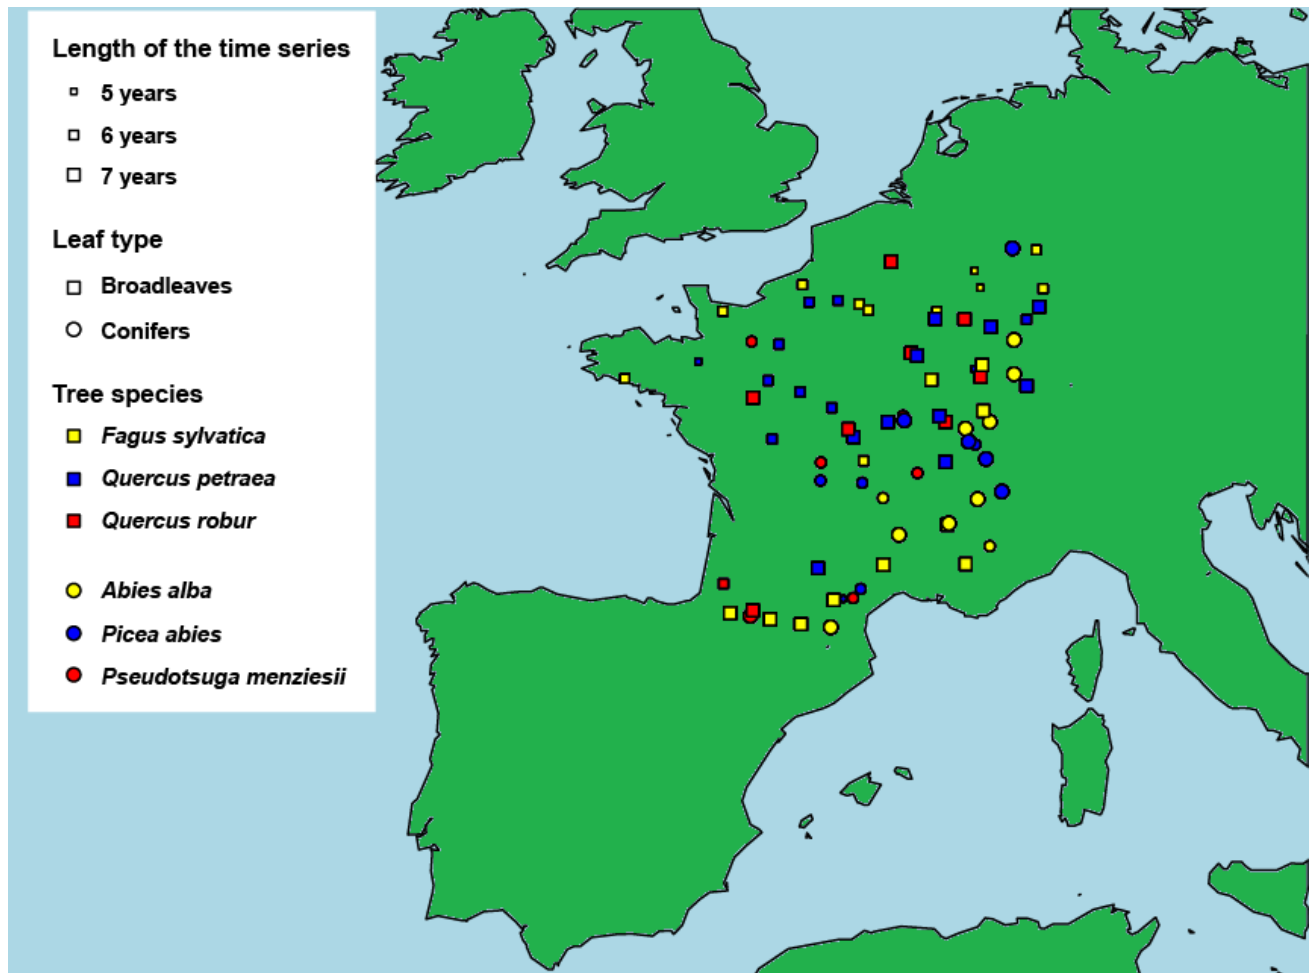 Length of the time series
5 years
6 years
7 years
Leaf type
Broadleaves
Conifers
Tree species
Fagus sylvatica
Quercus petraea
Quercus robur
Abies alba
Picea abies
Pseudotsuga menziesii